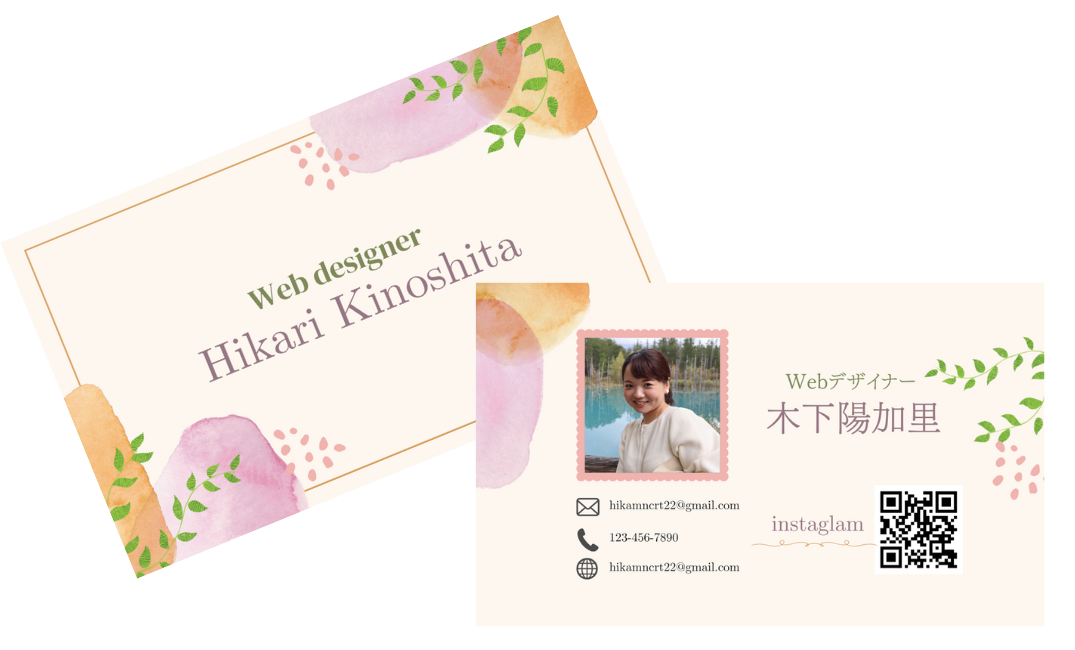 Web designer
Hikari Kinoshita
Webデザイナー
木下陽加里
hikamncrt22@gmail.com
123-456-7890
hikamncrt22@gmail.com
instaglam